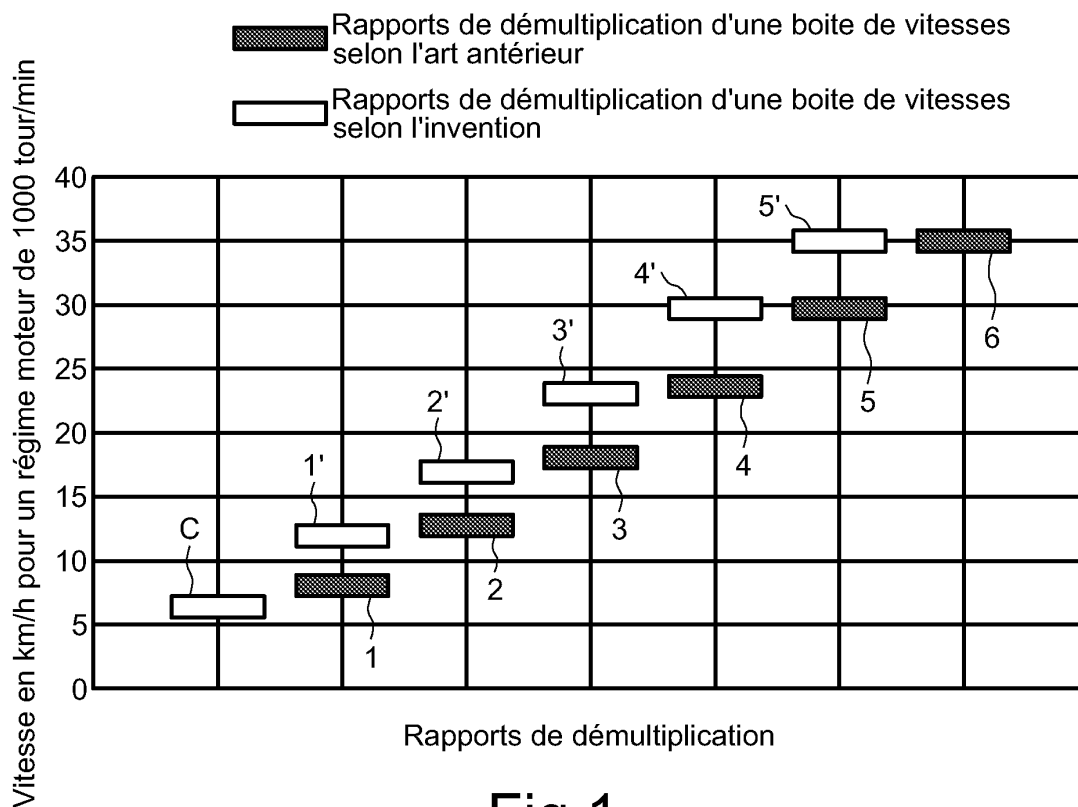 Rapports de démultiplication d'une boite de vitesses
selon l'art antérieur
Rapports de démultiplication d'une boite de vitesses
selon l'invention
Vitesse en km/h pour un régime moteur de 1000 tour/min
40
35
30
25
20
15
10
5
0
C
1'
2'
3'
4'
5'
1
2
3
4
5
6
Rapports de démultiplication
Fig.1